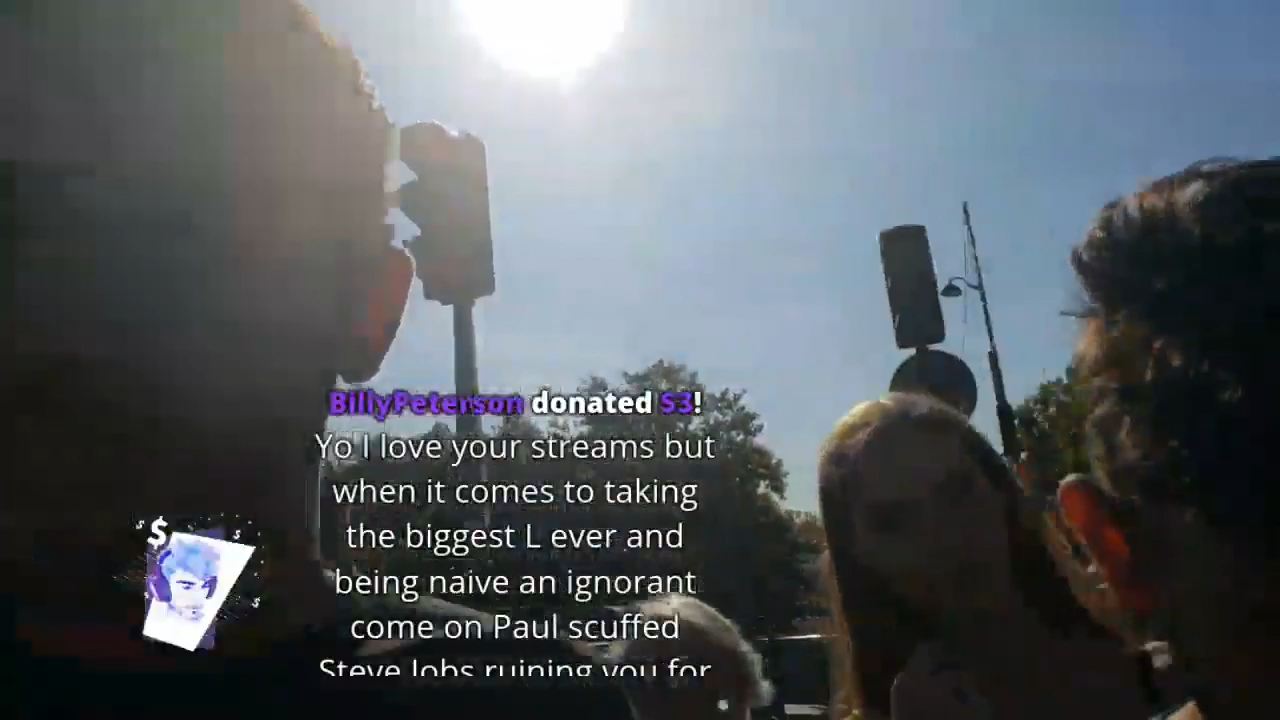 BillyPeterson donated $3!
Yo I love your streams but
when it comes to taking
the biggest L ever and
being naive an ignorant
come on Paul scuffed
Steve Jobs ruining you for